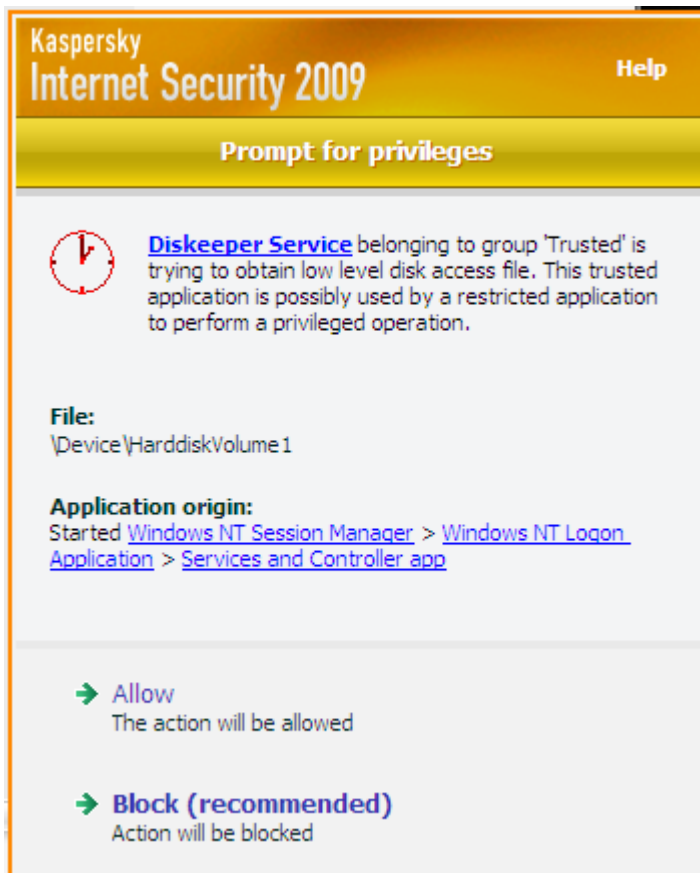 Kaspersky
Internet Security 2009
Help
Prompt for privileges
Diskeeper Service belonging to group 'Trusted' is
trying to obtain low level disk access file. This trusted
application is possibly used by a restricted application
to perform a privileged operation.
File:
\Device\HarddiskVolume1
Application origin:
Started Windows NT Session Manager > Windows NT Logon
Application > Services and Controller app
Allow
The action will be allowed
Block (recommended)
Action will be blocked